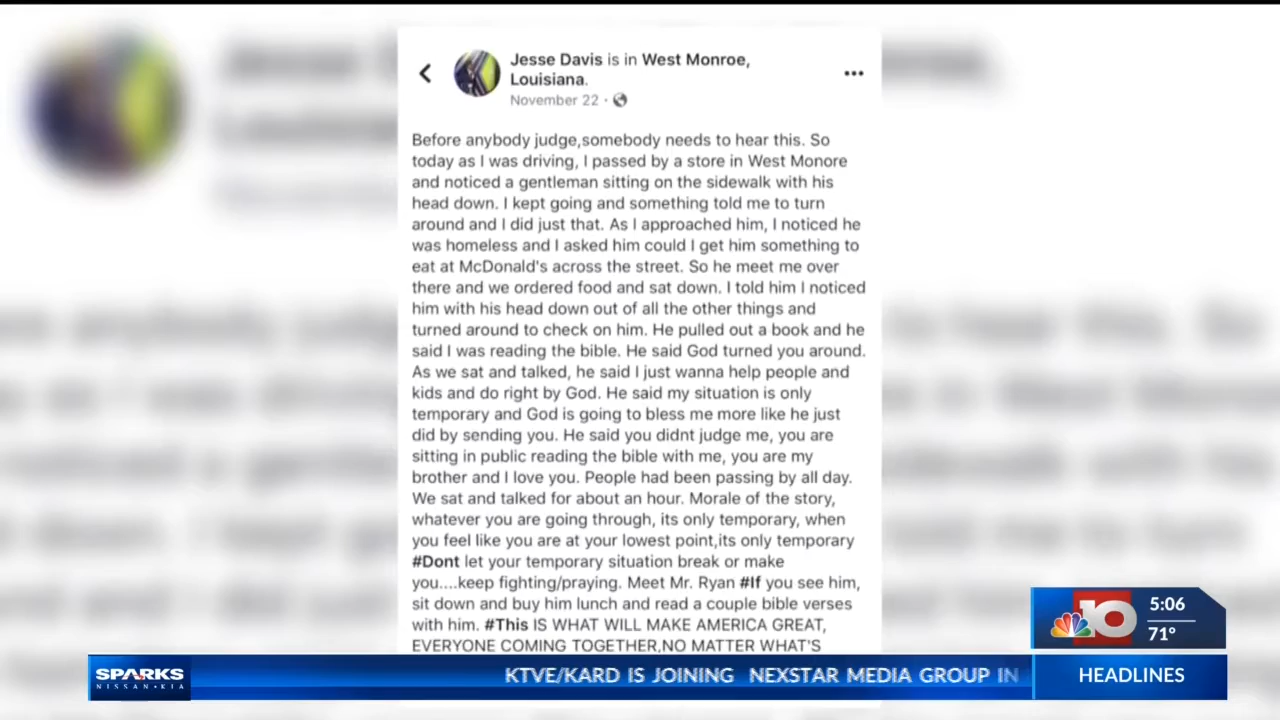 Jesse Davis is in West Monroe,
Louisiana.
November 22 ·
Before anybody judge,somebody needs to hear this. So
today as I was driving, I passed by a store in West Monore
and noticed a gentleman sitting on the sidewalk with his
head down. I kept going and something told me to turn
around and I did just that. As I approached him, I noticed he
was homeless and I asked him could I get him something to
eat at McDonald's across the street. So he meet me over
there and we ordered food and sat down. I told him I noticed
him with his head down out of all the other things and
turned around to check on him. He pulled out a book and he
said I was reading the bible. He said God turned you around.
As we sat and talked, he said I just wanna help people and
kids and do right by God. He said my situation is only
temporary and God is going to bless me more like he just
did by sending you. He said you didnt judge me, you are
sitting in public reading the bible with me, you are my
brother and I love you. People had been passing by all day.
We sat and talked for about an hour. Morale of the story,
whatever you are going through, its only temporary, when
you feel like you are at your lowest point,its only temporary
#Dont let your temporary situation break or make
you....keep fighting/praying. Meet Mr. Ryan #If you see him,
sit down and buy him lunch and read a couple bible verses
with him. #This IS WHAT WILL MAKE AMERICA GREAT,
EVERYONE COMING TOGETHER,NO MATTER WHAT'S
10
5:06
71°
SPARKS
NISSAN•KIA
KTVE/KARD IS JOINING NEXSTAR MEDIA GROUP IN
HEADLINES